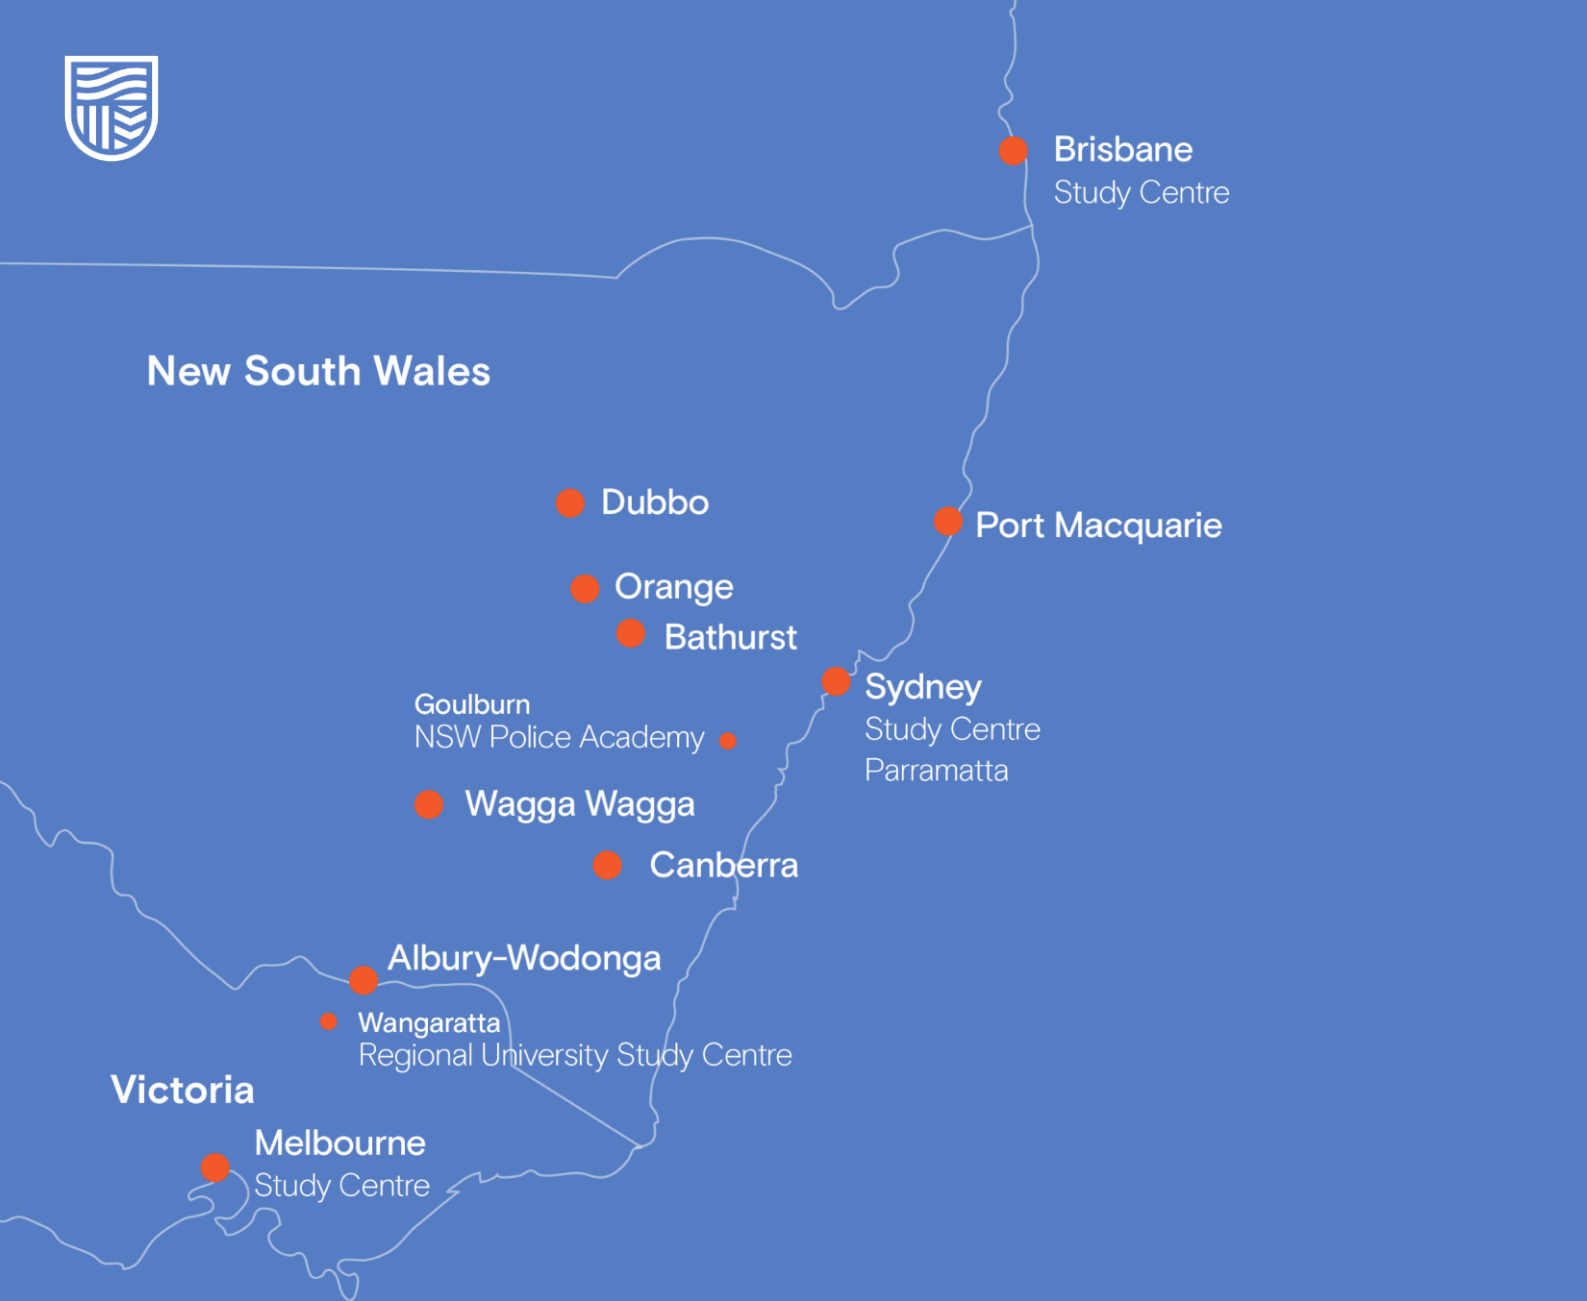 Brisbane
Study Centre
New South Wales
Dubbo
Port Macquarie
Orange
Bathurst
Sydney
Study Centre
Parramatta
Goulburn
NSW Police Academy
Wagga Wagga
Canberra
Albury-Wodonga
Wangaratta
Regional University Study Centre
Victoria
Melbourne
Study Centre